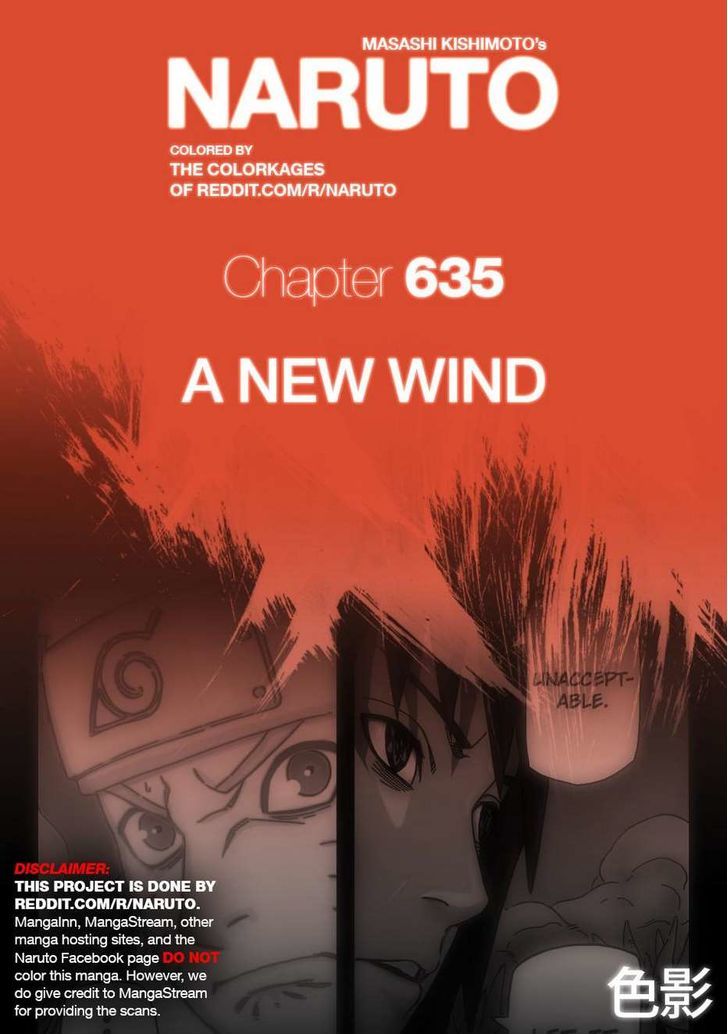 MASASHI KISHIMOTO's
NARUTO
COLORED BY
THE COLORKAGES
OF REDDIT.COM/R/NARUTO
Chapter 635
A NEW WIND
UNACCEPT-
ABLE.
DISCLAIMER:
THIS PROJECT IS DONE BY
REDDIT.COM/R/NARUTO.
MangaInn, MangaStream, other
manga hosting sites, and the
Naruto Facebook page DO NOT
color this manga. However, we
do give credit to MangaStream
for providing the scans.
色影